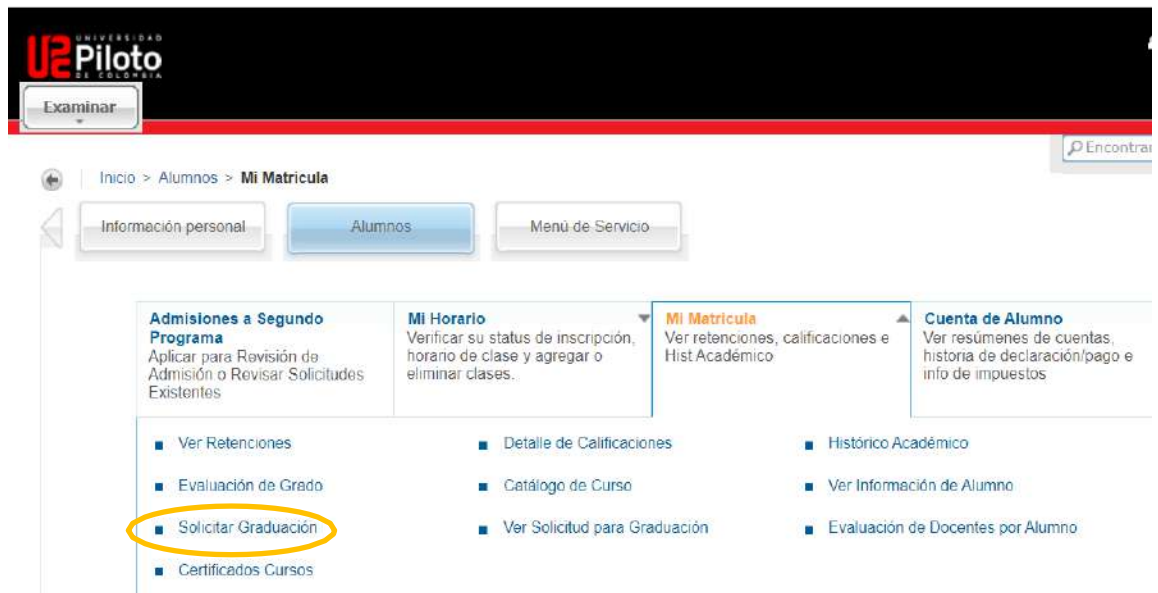 UNIVERSIDAD
Piloto
DE COLOMBIA
Examinar
Encontrar
Inicio > Alumnos > Mi Matricula
Información personal
Alumnos
Menú de Servicio
Admisiones a Segundo
Programa
Aplicar para Revisión de
Admisión o Revisar Solicitudes
Existentes
Mi Horario
Verificar su status de inscripción,
horario de clase y agregar o
eliminar clases.
Mi Matricula
Ver retenciones, calificaciones e
Hist Académico
Cuenta de Alumno
Ver resúmenes de cuentas,
historia de declaración/pago e
info de impuestos
Ver Retenciones
Detalle de Calificaciones
Histórico Académico
Evaluación de Grado
Catálogo de Curso
Ver Información de Alumno
Solicitar Graduación
Ver Solicitud para Graduación
Evaluación de Docentes por Alumno
Certificados Cursos